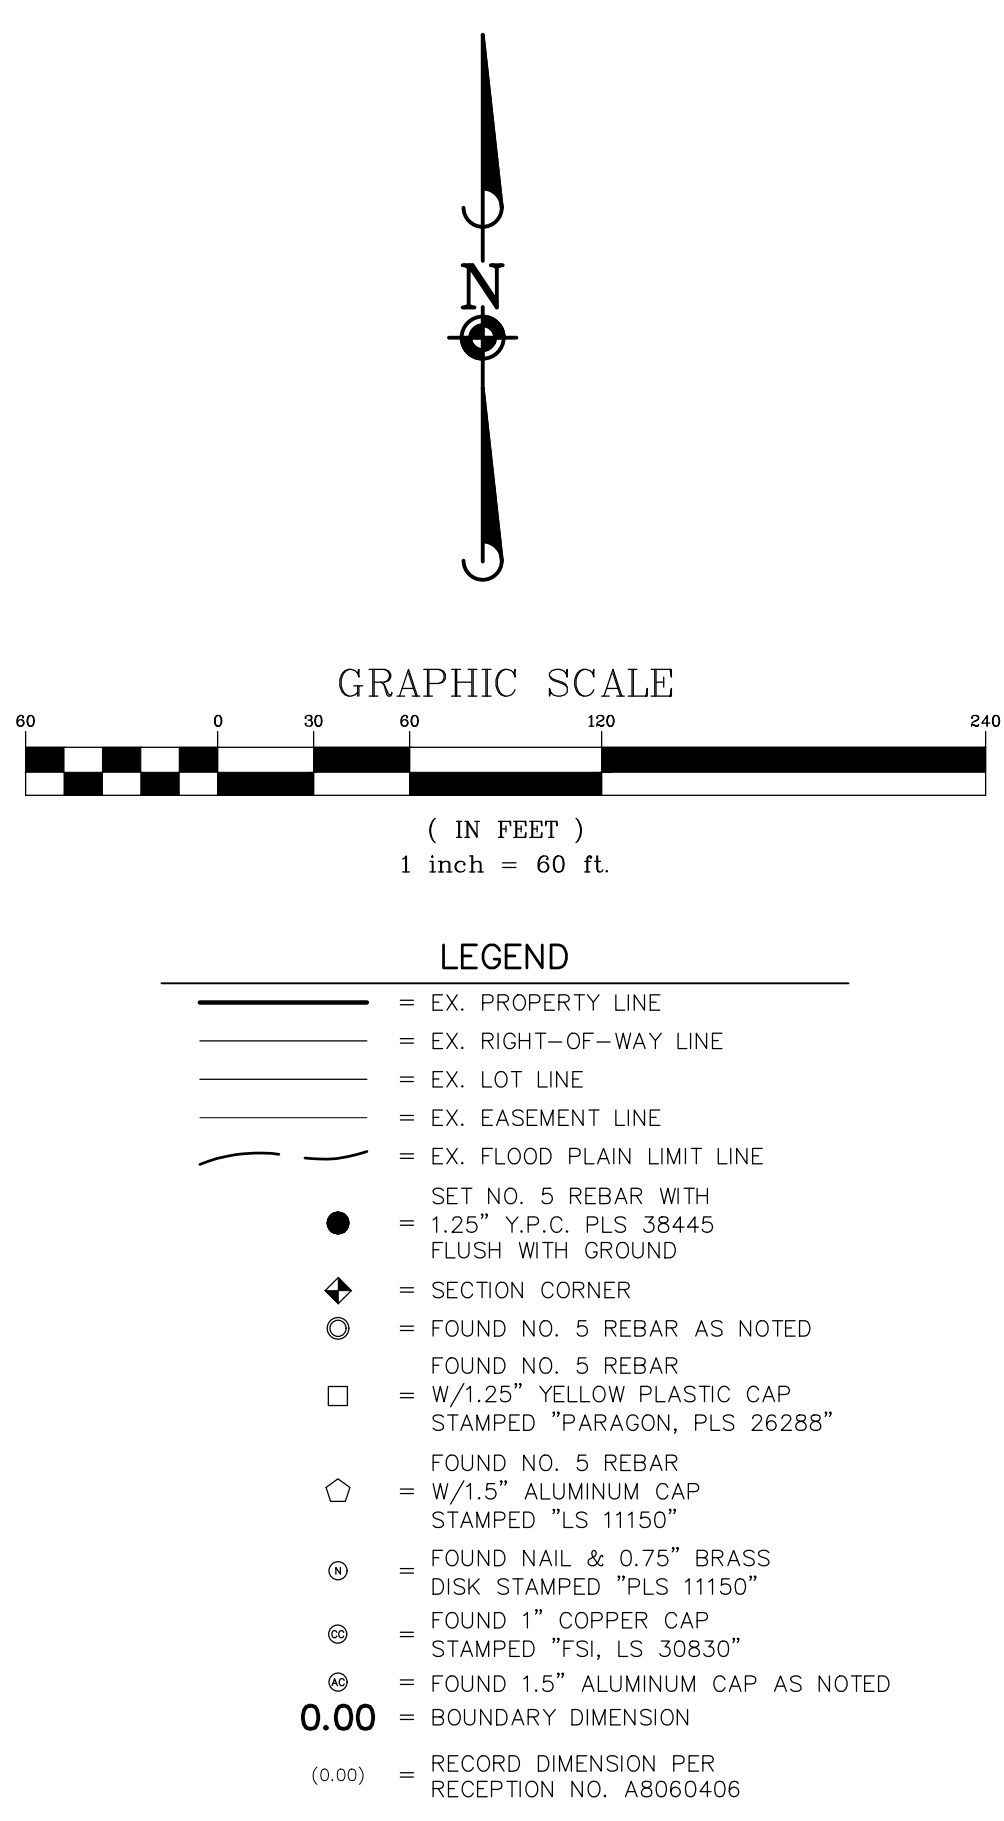 N
GRAPHIC SCALE
60 0 30 60 120 240
( IN FEET )
1 inch = 60 ft.
LEGEND
= EX. PROPERTY LINE
= EX. RIGHT-OF-WAY LINE
= EX. LOT LINE
= EX. EASEMENT LINE
= EX. FLOOD PLAIN LIMIT LINE
SET NO. 5 REBAR WITH
= 1.25" Y.P.C. PLS 38445
FLUSH WITH GROUND
= SECTION CORNER
= FOUND NO. 5 REBAR AS NOTED
FOUND NO. 5 REBAR
= W/1.25" YELLOW PLASTIC CAP
STAMPED "PARAGON, PLS 26288"
FOUND NO. 5 REBAR
= W/1.5" ALUMINUM CAP
STAMPED "LS 11150"
N = FOUND NAIL & 0.75" BRASS
DISK STAMPED "PLS 11150"
CC = FOUND 1" COPPER CAP
STAMPED "FSI, LS 30830"
AC = FOUND 1.5" ALUMINUM CAP AS NOTED
0.00 = BOUNDARY DIMENSION
(0.00) = RECORD DIMENSION PER
RECEPTION NO. A8060406